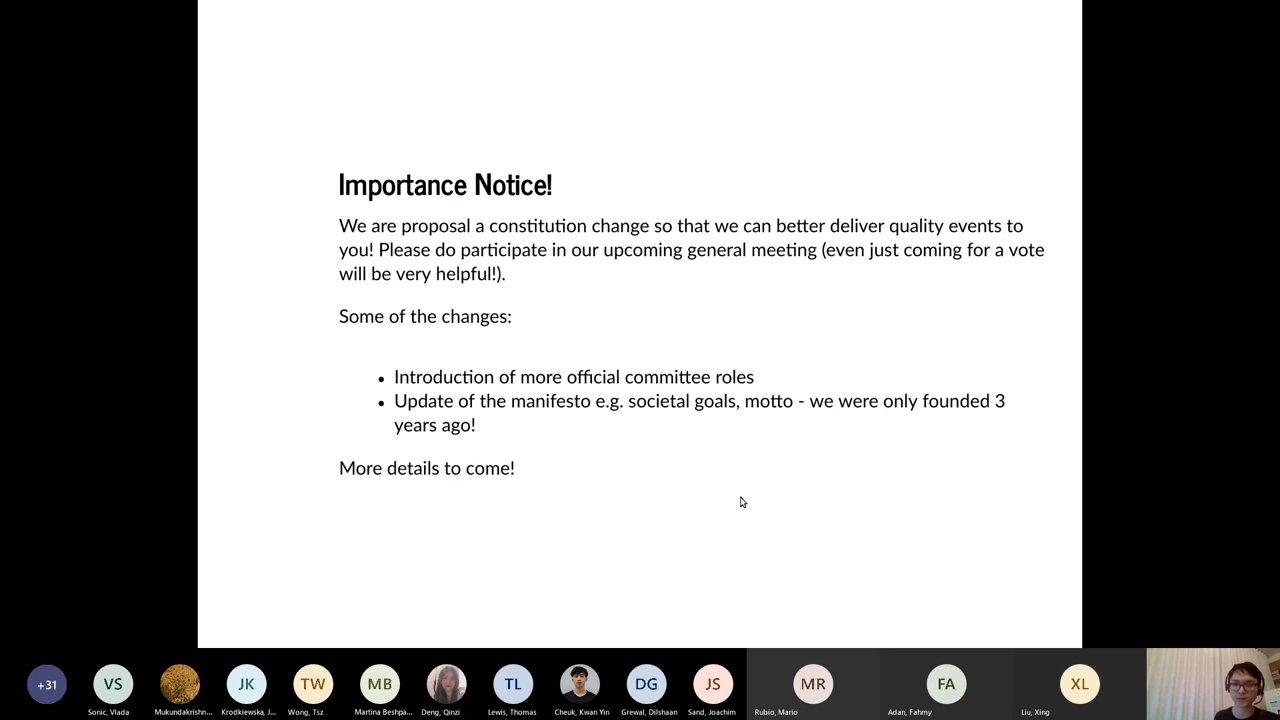 Importance Notice!
We are proposal a constitution change so that we can better deliver quality events to
you! Please do participate in our upcoming general meeting (even just coming for a vote
will be very helpful!).
Some of the changes:
• Introduction of more official committee roles
• Update of the manifesto e.g. societal goals, motto - we were only founded 3
years ago!
More details to come!
+31 VS JK TW MB TL DG JS MR FA XL
Sonic, Vlada Mukundakrishn... Krodkiewska, J... Wong, Tsz Martina Beshpa... Deng, Qinzi Lewis, Thomas Cheuk, Kwan Yin Grewal, Dilshaan Sand, Joachim Rubio, Mario Adan, Fahmy Liu, Xing